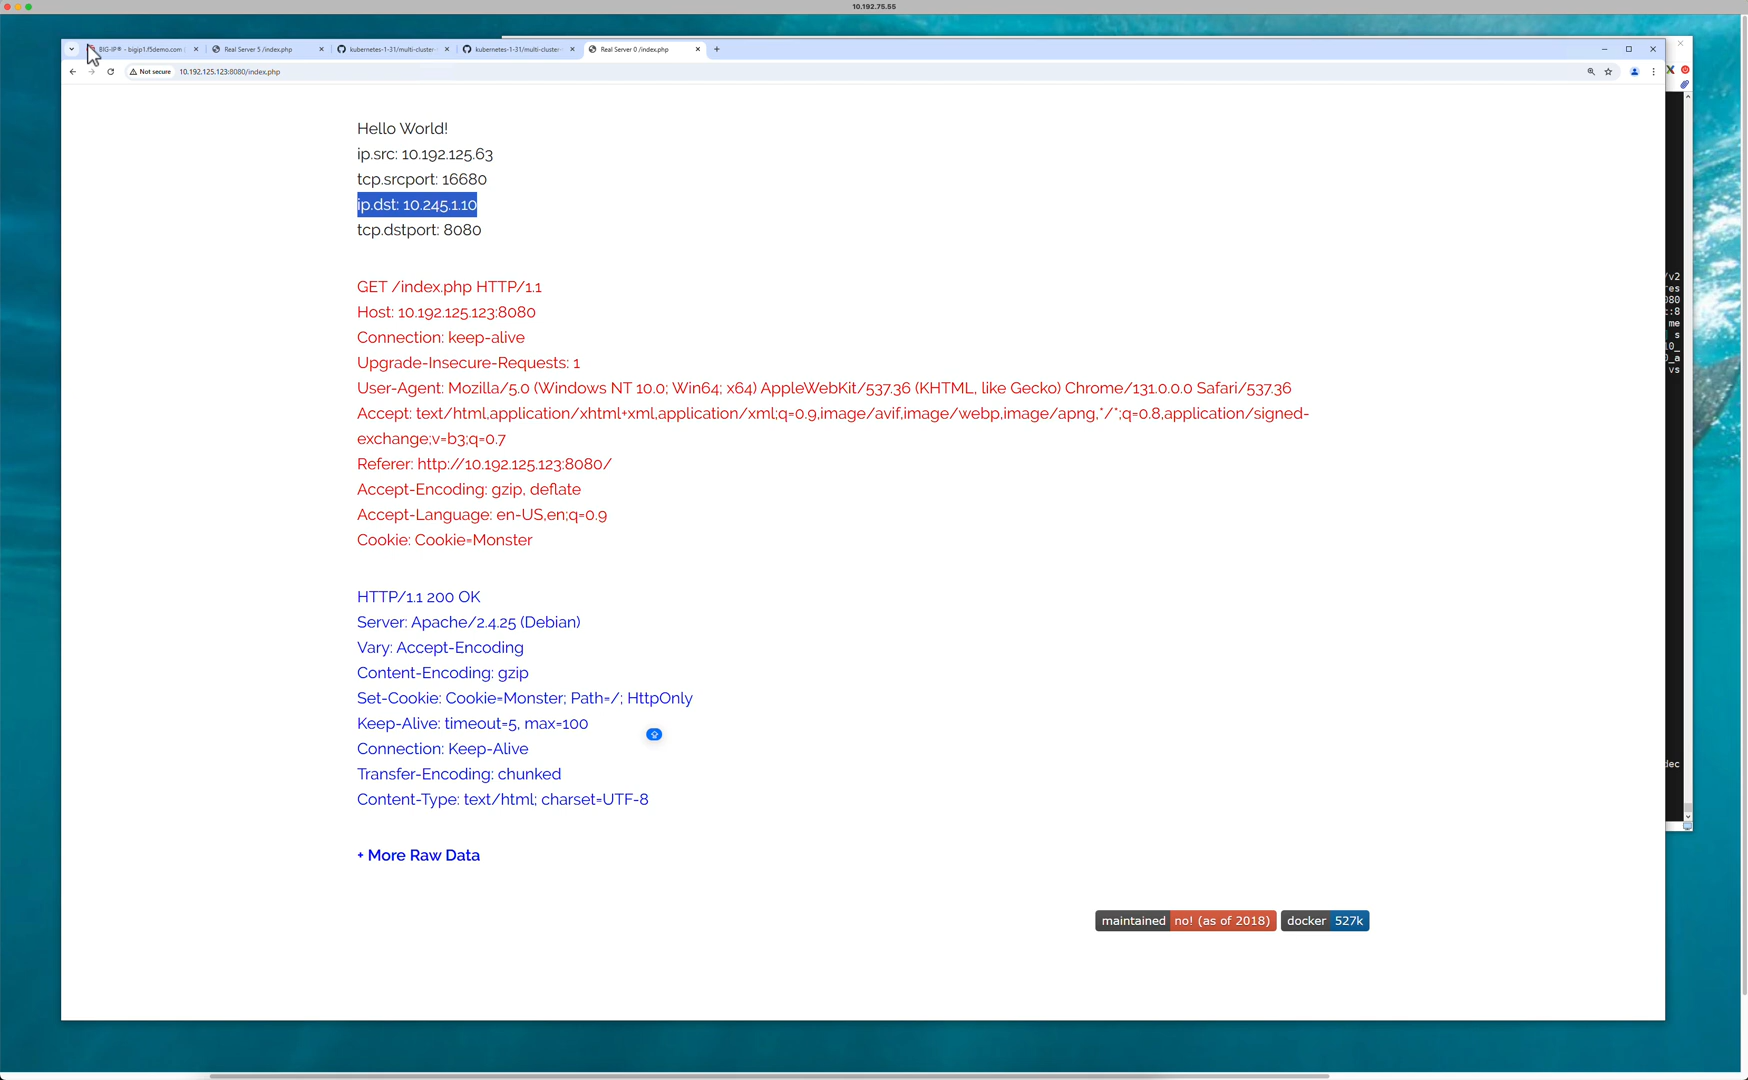 10.192.75.55
BIG-IP® - bigip1.f5demo.com |
Real Server 5 /index.php
kubernetes-1-31/multi-cluster-
kubernetes-1-31/multi-cluster-
Real Server 0 /index.php
Not secure
10.192.125.123:8080/index.php
Hello World!
ip.src: 10.192.125.63
tcp.srcport: 16680
ip.dst: 10.245.1.10
tcp.dstport: 8080
GET /index.php HTTP/1.1
Host: 10.192.125.123:8080
Connection: keep-alive
Upgrade-Insecure-Requests: 1
User-Agent: Mozilla/5.0 (Windows NT 10.0; Win64; x64) AppleWebKit/537.36 (KHTML, like Gecko) Chrome/131.0.0.0 Safari/537.36
Accept: text/html,application/xhtml+xml,application/xml;q=0.9,image/avif,image/webp,image/apng,*/*;q=0.8,application/signed-
exchange;v=b3;q=0.7
Referer: http://10.192.125.123:8080/
Accept-Encoding: gzip, deflate
Accept-Language: en-US,en;q=0.9
Cookie: Cookie=Monster
HTTP/1.1 200 OK
Server: Apache/2.4.25 (Debian)
Vary: Accept-Encoding
Content-Encoding: gzip
Set-Cookie: Cookie=Monster; Path=/; HttpOnly
Keep-Alive: timeout=5, max=100
Connection: Keep-Alive
Transfer-Encoding: chunked
Content-Type: text/html; charset=UTF-8
+ More Raw Data
maintained no! (as of 2018)
docker 527k
/v2
res
080
:8
me
s
l0_
_a
vs
dec